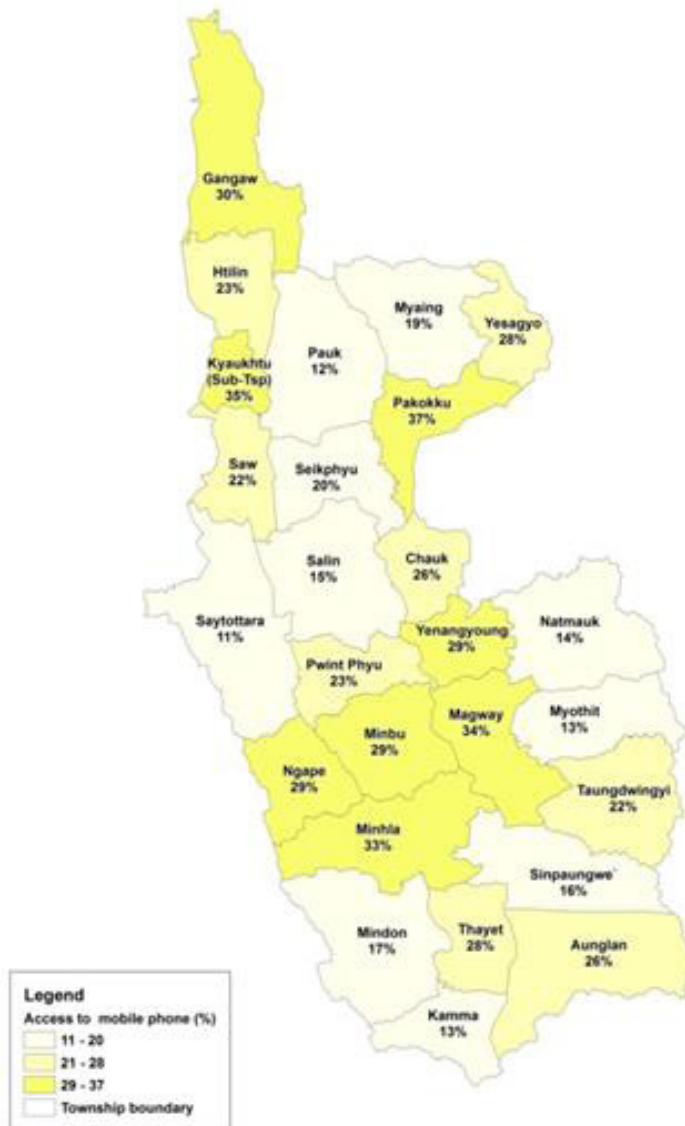 Gangaw
30%
Htilin
23%
Myaing
19%
Yesagyo
28%
Pauk
12%
Kyaukhtu
(Sub-Tsp)
35%
Pakokku
37%
Saw
22%
Seikphyu
20%
Salin
15%
Chauk
26%
Saytottara
11%
Yenangyoung
29%
Natmauk
14%
Pwint Phyu
23%
Magway
34%
Myothit
13%
Minbu
29%
Ngape
29%
Taungdwingyi
22%
Minhla
33%
Sinpaungwe`
16%
Mindon
17%
Thayet
28%
Aunglan
26%
Kamma
13%
Legend
Access to mobile phone (%)
11 - 20
21 - 28
29 - 37
Township boundary